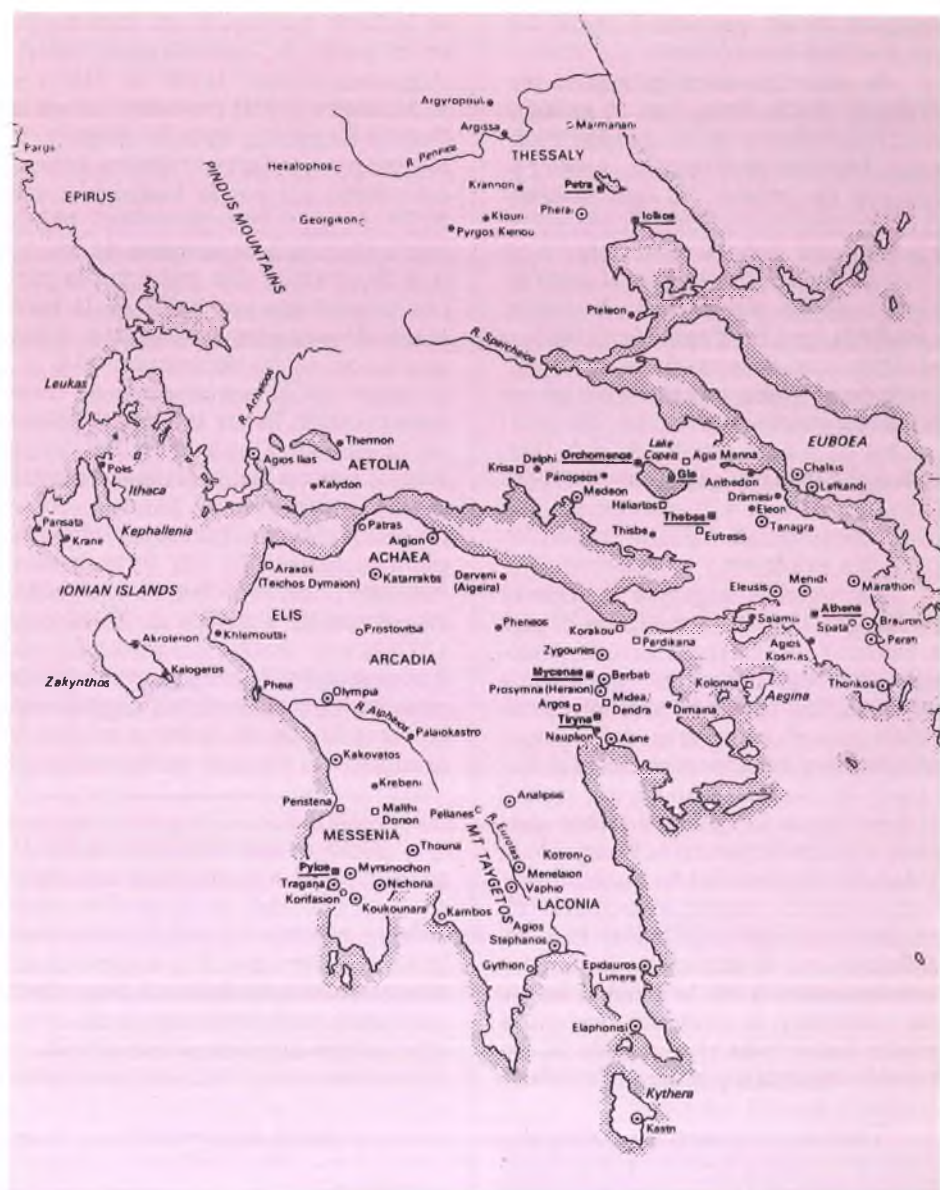 Argyropouli
Argissa
Marmariani
R. Peneios
THESSALY
Parga
Hexalophos
EPIRUS
PINDUS MOUNTAINS
Krannon
Petra
Pherai
Ktouri
Iolkos
Georgikon
Pyrgos Kieriou
Pteleon
R. Spercheios
Leukas
R. Acheloos
Thermon
Agios Ilias
AETOLIA
Kalydon
EUBOEA
Lake
Copais
Orchomenos
Agia Marina
Delphi
Krisa
Panopeos
Gla
Anthedon
Chalkis
Lefkandi
Medeon
Dramesi
Haliartos
Eleon
Thebes
Tanagra
Thisbe
Eutresis
Polis
Ithaca
Kephallenia
Krane
Patras
Aigion
ACHAEA
Araxos
(Teichos Dymaion)
Katarraktis
Derveni
(Aigeira)
IONIAN ISLANDS
ELIS
Eleusis
Menidi
Marathon
Athens
Salamis
Spata
Brauron
Perati
Agios
Kosmas
Thorikos
Akroterion
Khlemoutsi
Prostovitsa
Pheneos
Korakou
Perdikaria
ARCADIA
Zygouries
Zakynthos
Kalogeros
Mycenae
Berbati
Kolonna
Prosymna (Heraion)
Aegina
Pheia
Olympia
Argos
Midea/
Dendra
Dimaina
R. Alpheios
Tiryns
Palaiokastro
Nauplion
Asine
Kakovatos
Krebeni
Analipsis
Peristeria
Malthi
Dorion
Pellanes
MESSENIA
R. Eurotas
MT TAYGETOS
Thouria
Kotroni
Pylos
Myrsinochori
Menelaion
Tragana
Nichoria
Vaphio
Korifasion
LACONIA
Koukounara
Kambos
Agios
Stephanos
Gythion
Epidauros
Limera
Elaphonisi
Kythera
Kastri